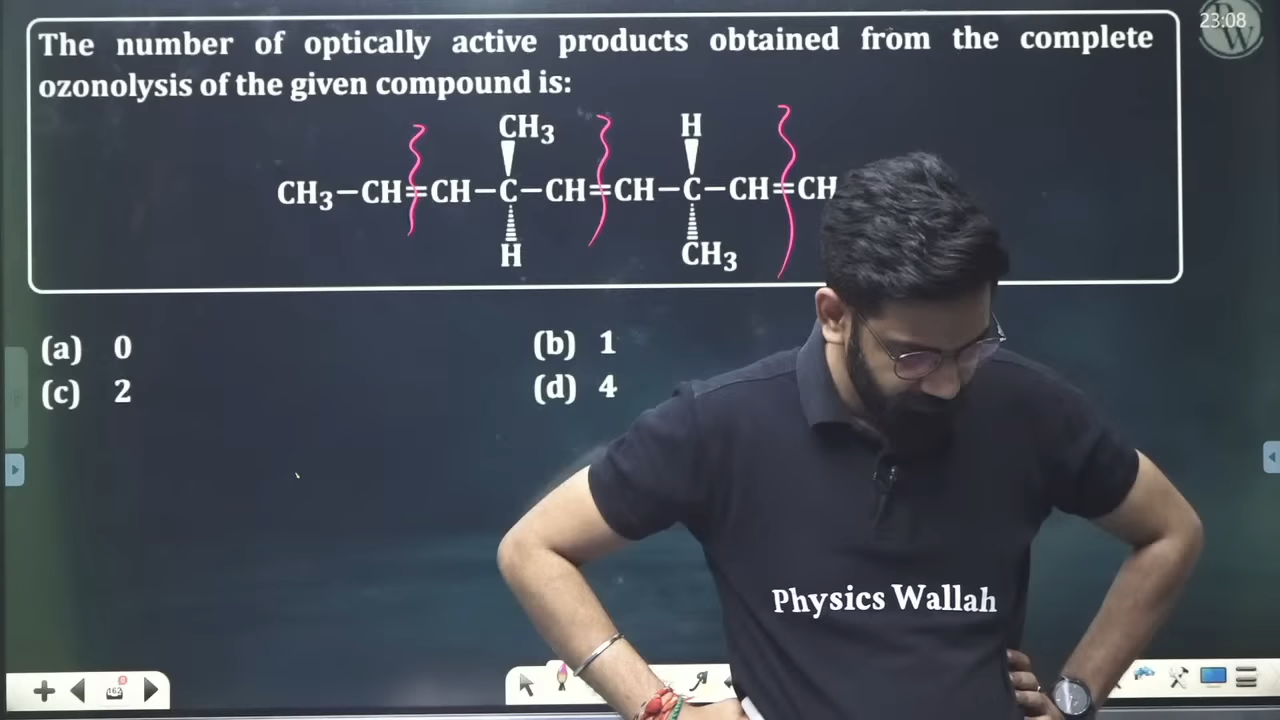 23:08
The number of optically active products obtained from the complete
ozonolysis of the given compound is:
CH₃ H
CH₃−CH=CH−C−CH=CH−C−CH=CH
H CH₃
(a) 0 (b) 1
(c) 2 (d) 4
Physics Wallah
162